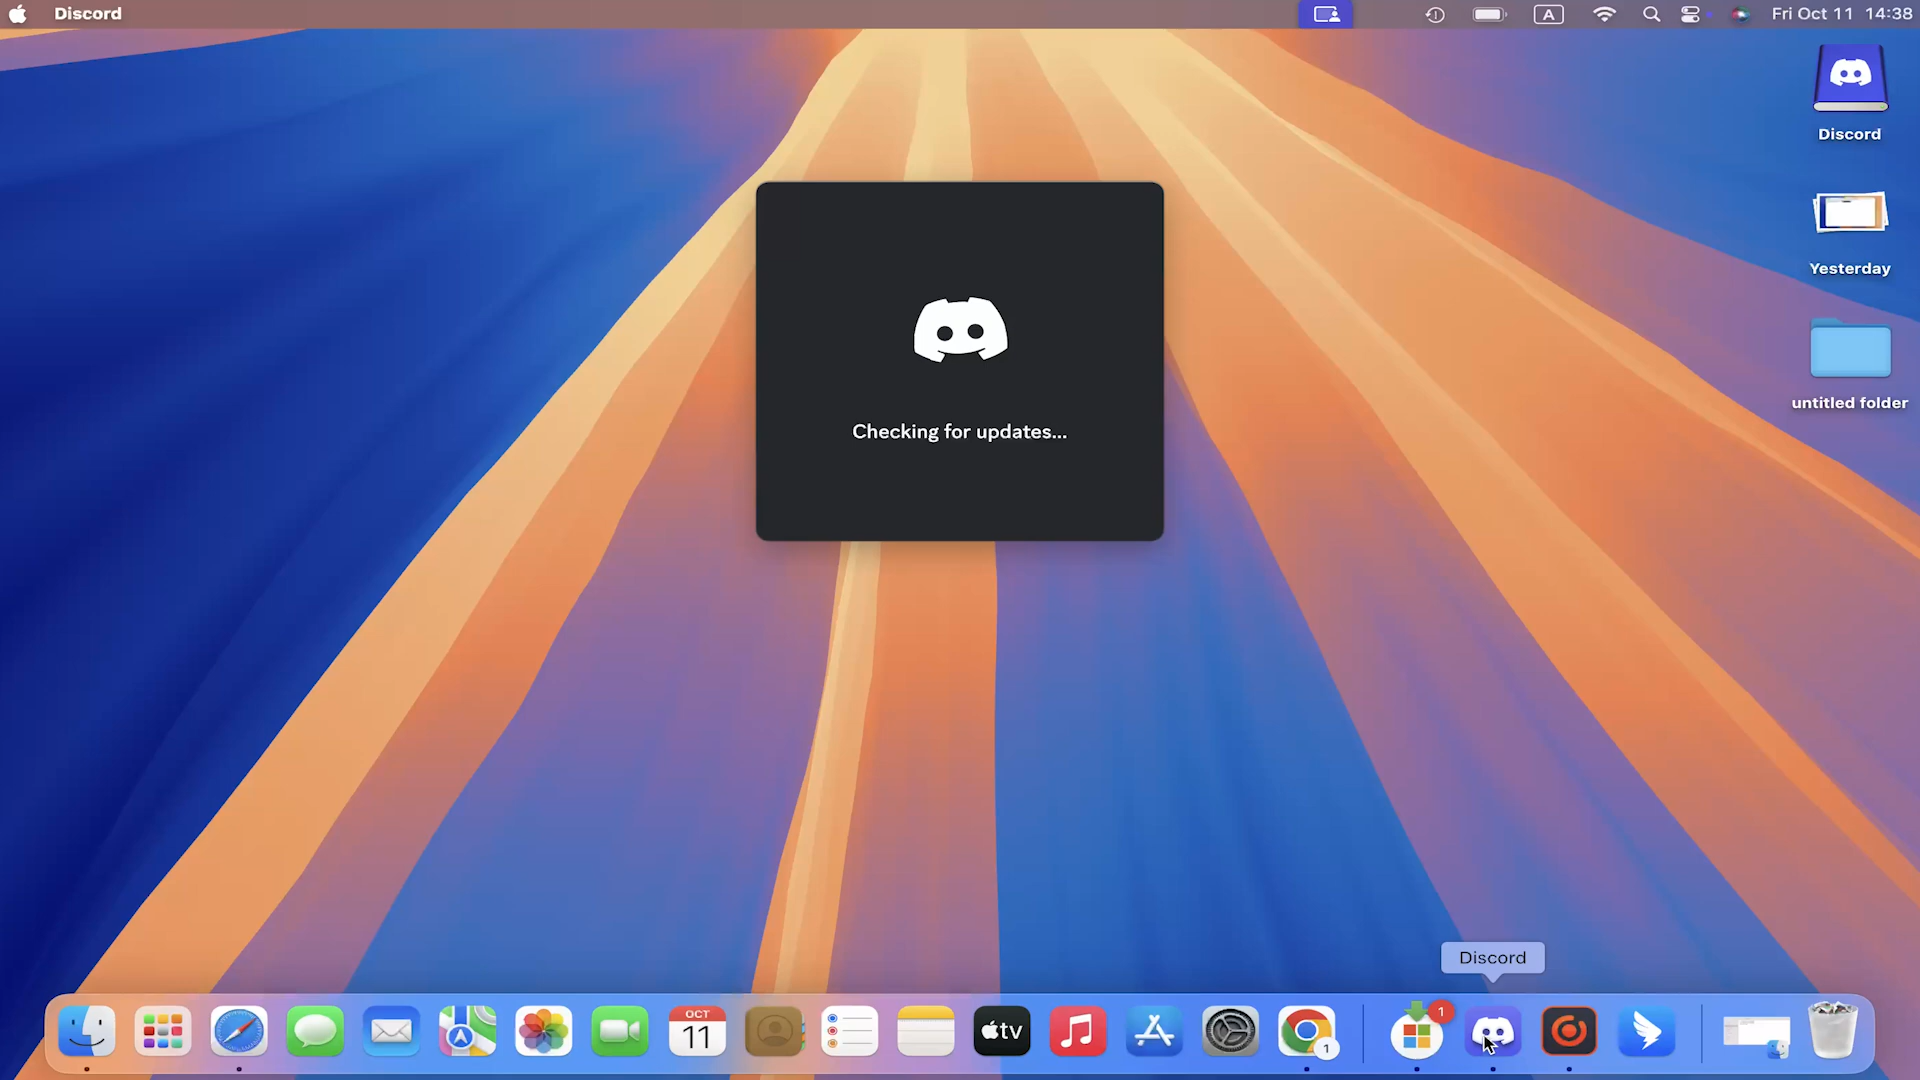 Discord
A
Fri Oct 11 14:38
Discord
Yesterday
untitled folder
Checking for updates...
Discord
OCT
11
tv
1
1